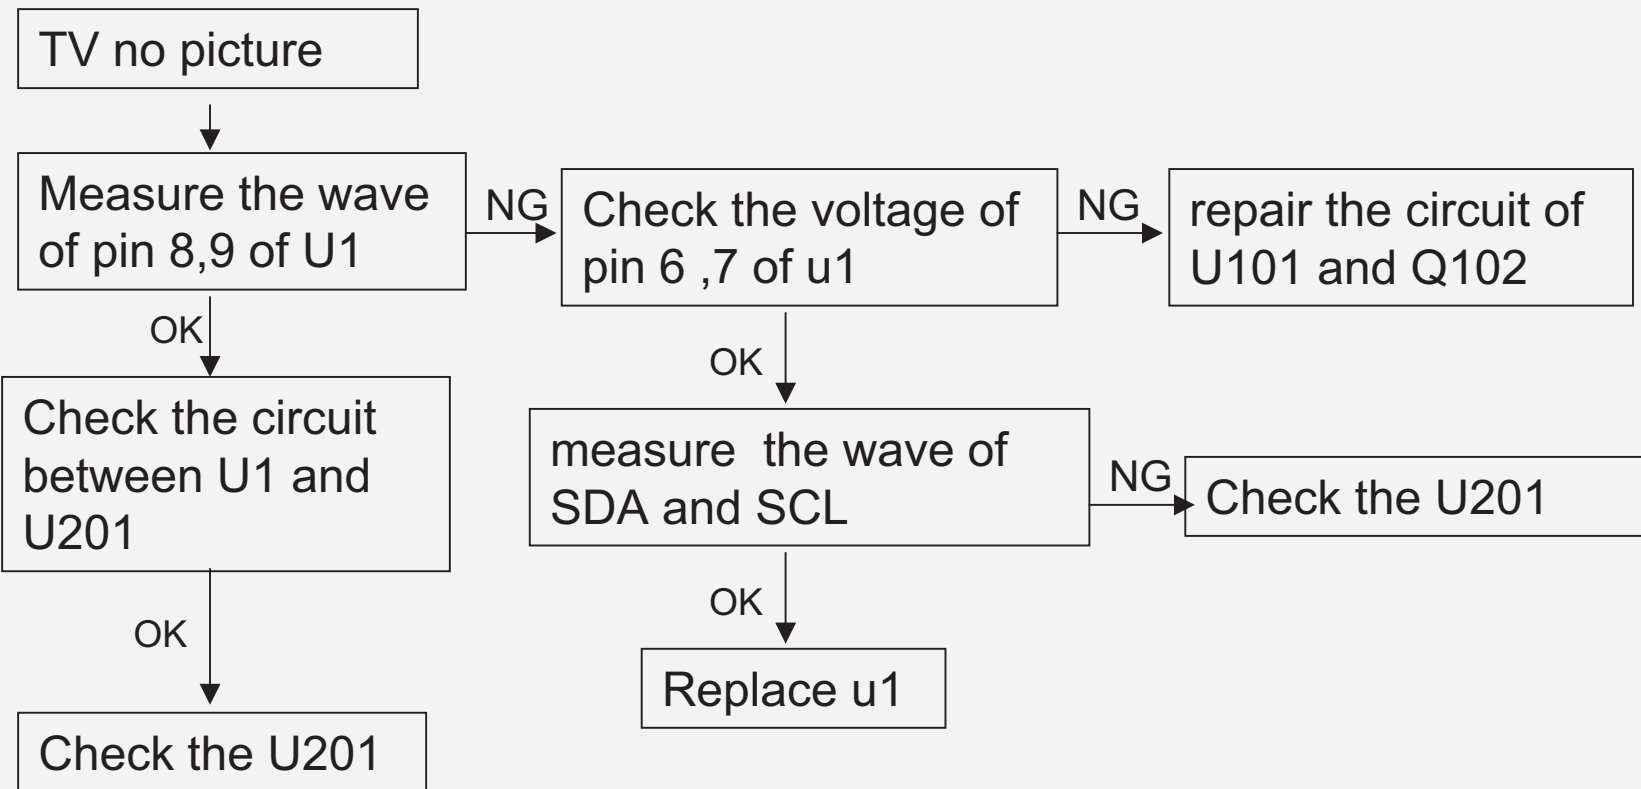 TV no picture
Measure the wave
of pin 8,9 of U1
NG
Check the voltage of
pin 6 ,7 of u1
NG
repair the circuit of
U101 and Q102
OK
OK
Check the circuit
between U1 and
U201
measure  the wave of
SDA and SCL
NG
Check the U201
OK
OK
Replace u1
Check the U201